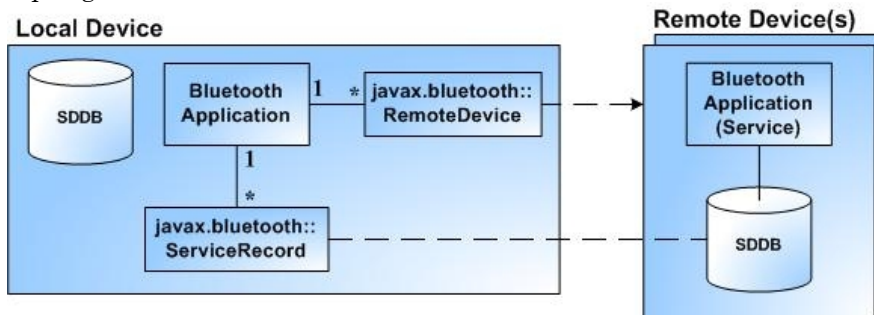 Local Device
Remote Device(s)
SDDB
Bluetooth
Application
1
*
javax.bluetooth::
RemoteDevice
1
*
javax.bluetooth::
ServiceRecord
Bluetooth
Application
(Service)
SDDB